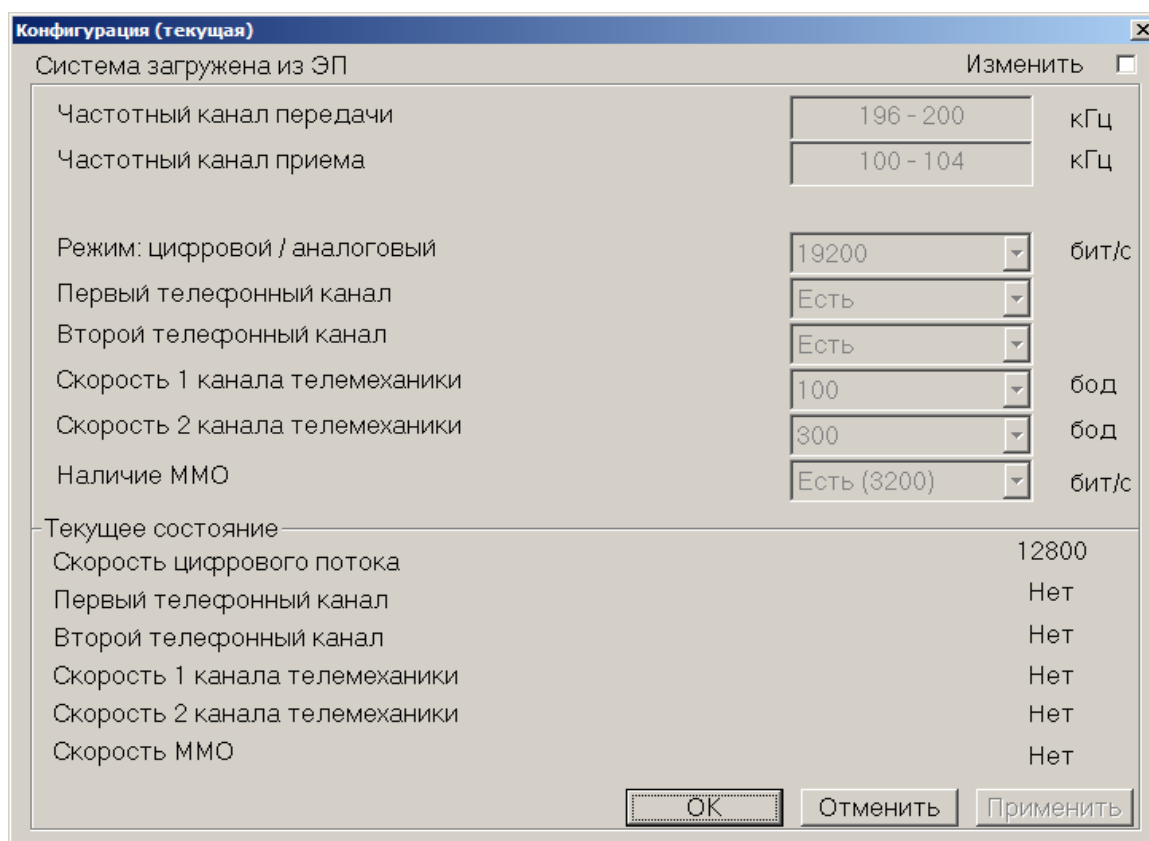 Конфигурация (текущая)
Система загружена из ЭП Изменить
Частотный канал передачи 196 - 200 кГц
Частотный канал приема 100 - 104 кГц
Режим: цифровой / аналоговый 19200 бит/с
Первый телефонный канал Есть
Второй телефонный канал Есть
Скорость 1 канала телемеханики 100 бод
Скорость 2 канала телемеханики 300 бод
Наличие ММО Есть (3200) бит/с
Текущее состояние
Скорость цифрового потока 12800
Первый телефонный канал Нет
Второй телефонный канал Нет
Скорость 1 канала телемеханики Нет
Скорость 2 канала телемеханики Нет
Скорость ММО Нет
OK Отменить Применить